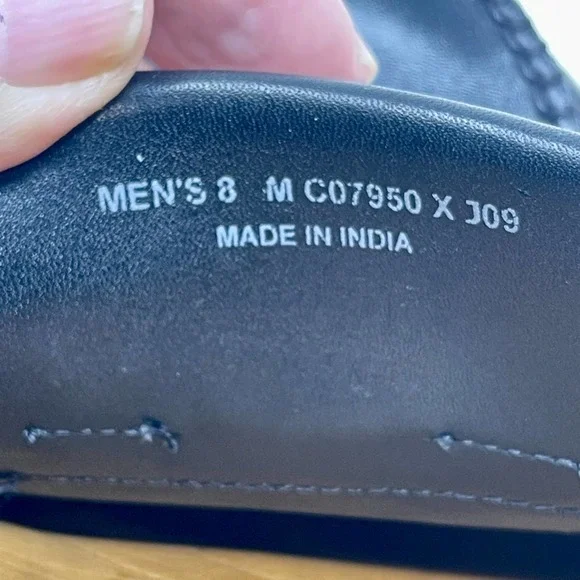 MEN'S 8 M C07950 X J09
MADE IN INDIA